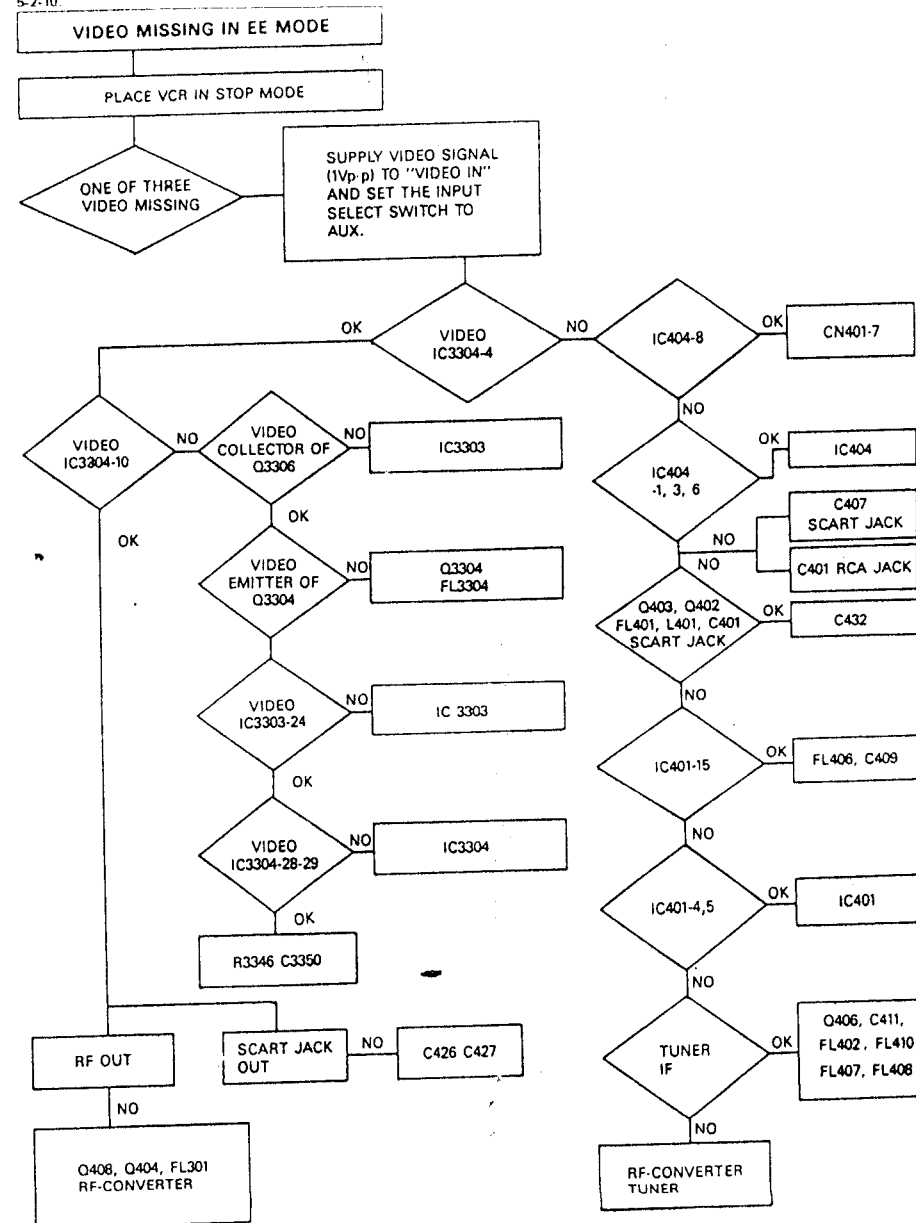 5-2-10.
VIDEO MISSING IN EE MODE
PLACE VCR IN STOP MODE
ONE OF THREE
VIDEO MISSING
SUPPLY VIDEO SIGNAL
(1Vp-p) TO "VIDEO IN"
AND SET THE INPUT
SELECT SWITCH TO
AUX.
VIDEO
IC3304-4
OK
NO
IC404-8
OK
CN401-7
NO
VIDEO
IC3304-10
NO
VIDEO
COLLECTOR OF
Q3306
NO
IC3303
IC404
-1, 3, 6
OK
IC404
OK
OK
NO
NO
C407
SCART JACK
C401 RCA JACK
VIDEO
EMITTER OF
Q3304
NO
Q3304
FL3304
Q403, Q402
FL401, L401, C401
SCART JACK
OK
C432
OK
NO
VIDEO
IC3303-24
NO
IC 3303
IC401-15
OK
FL406, C409
OK
NO
VIDEO
IC3304-28-29
NO
IC3304
IC401-4,5
OK
IC401
OK
NO
R3346 C3350
RF OUT
SCART JACK
OUT
NO
C426 C427
TUNER
IF
OK
Q406, C411,
FL402, FL410
FL407, FL408
NO
NO
Q408, Q404, FL301
RF-CONVERTER
RF-CONVERTER
TUNER